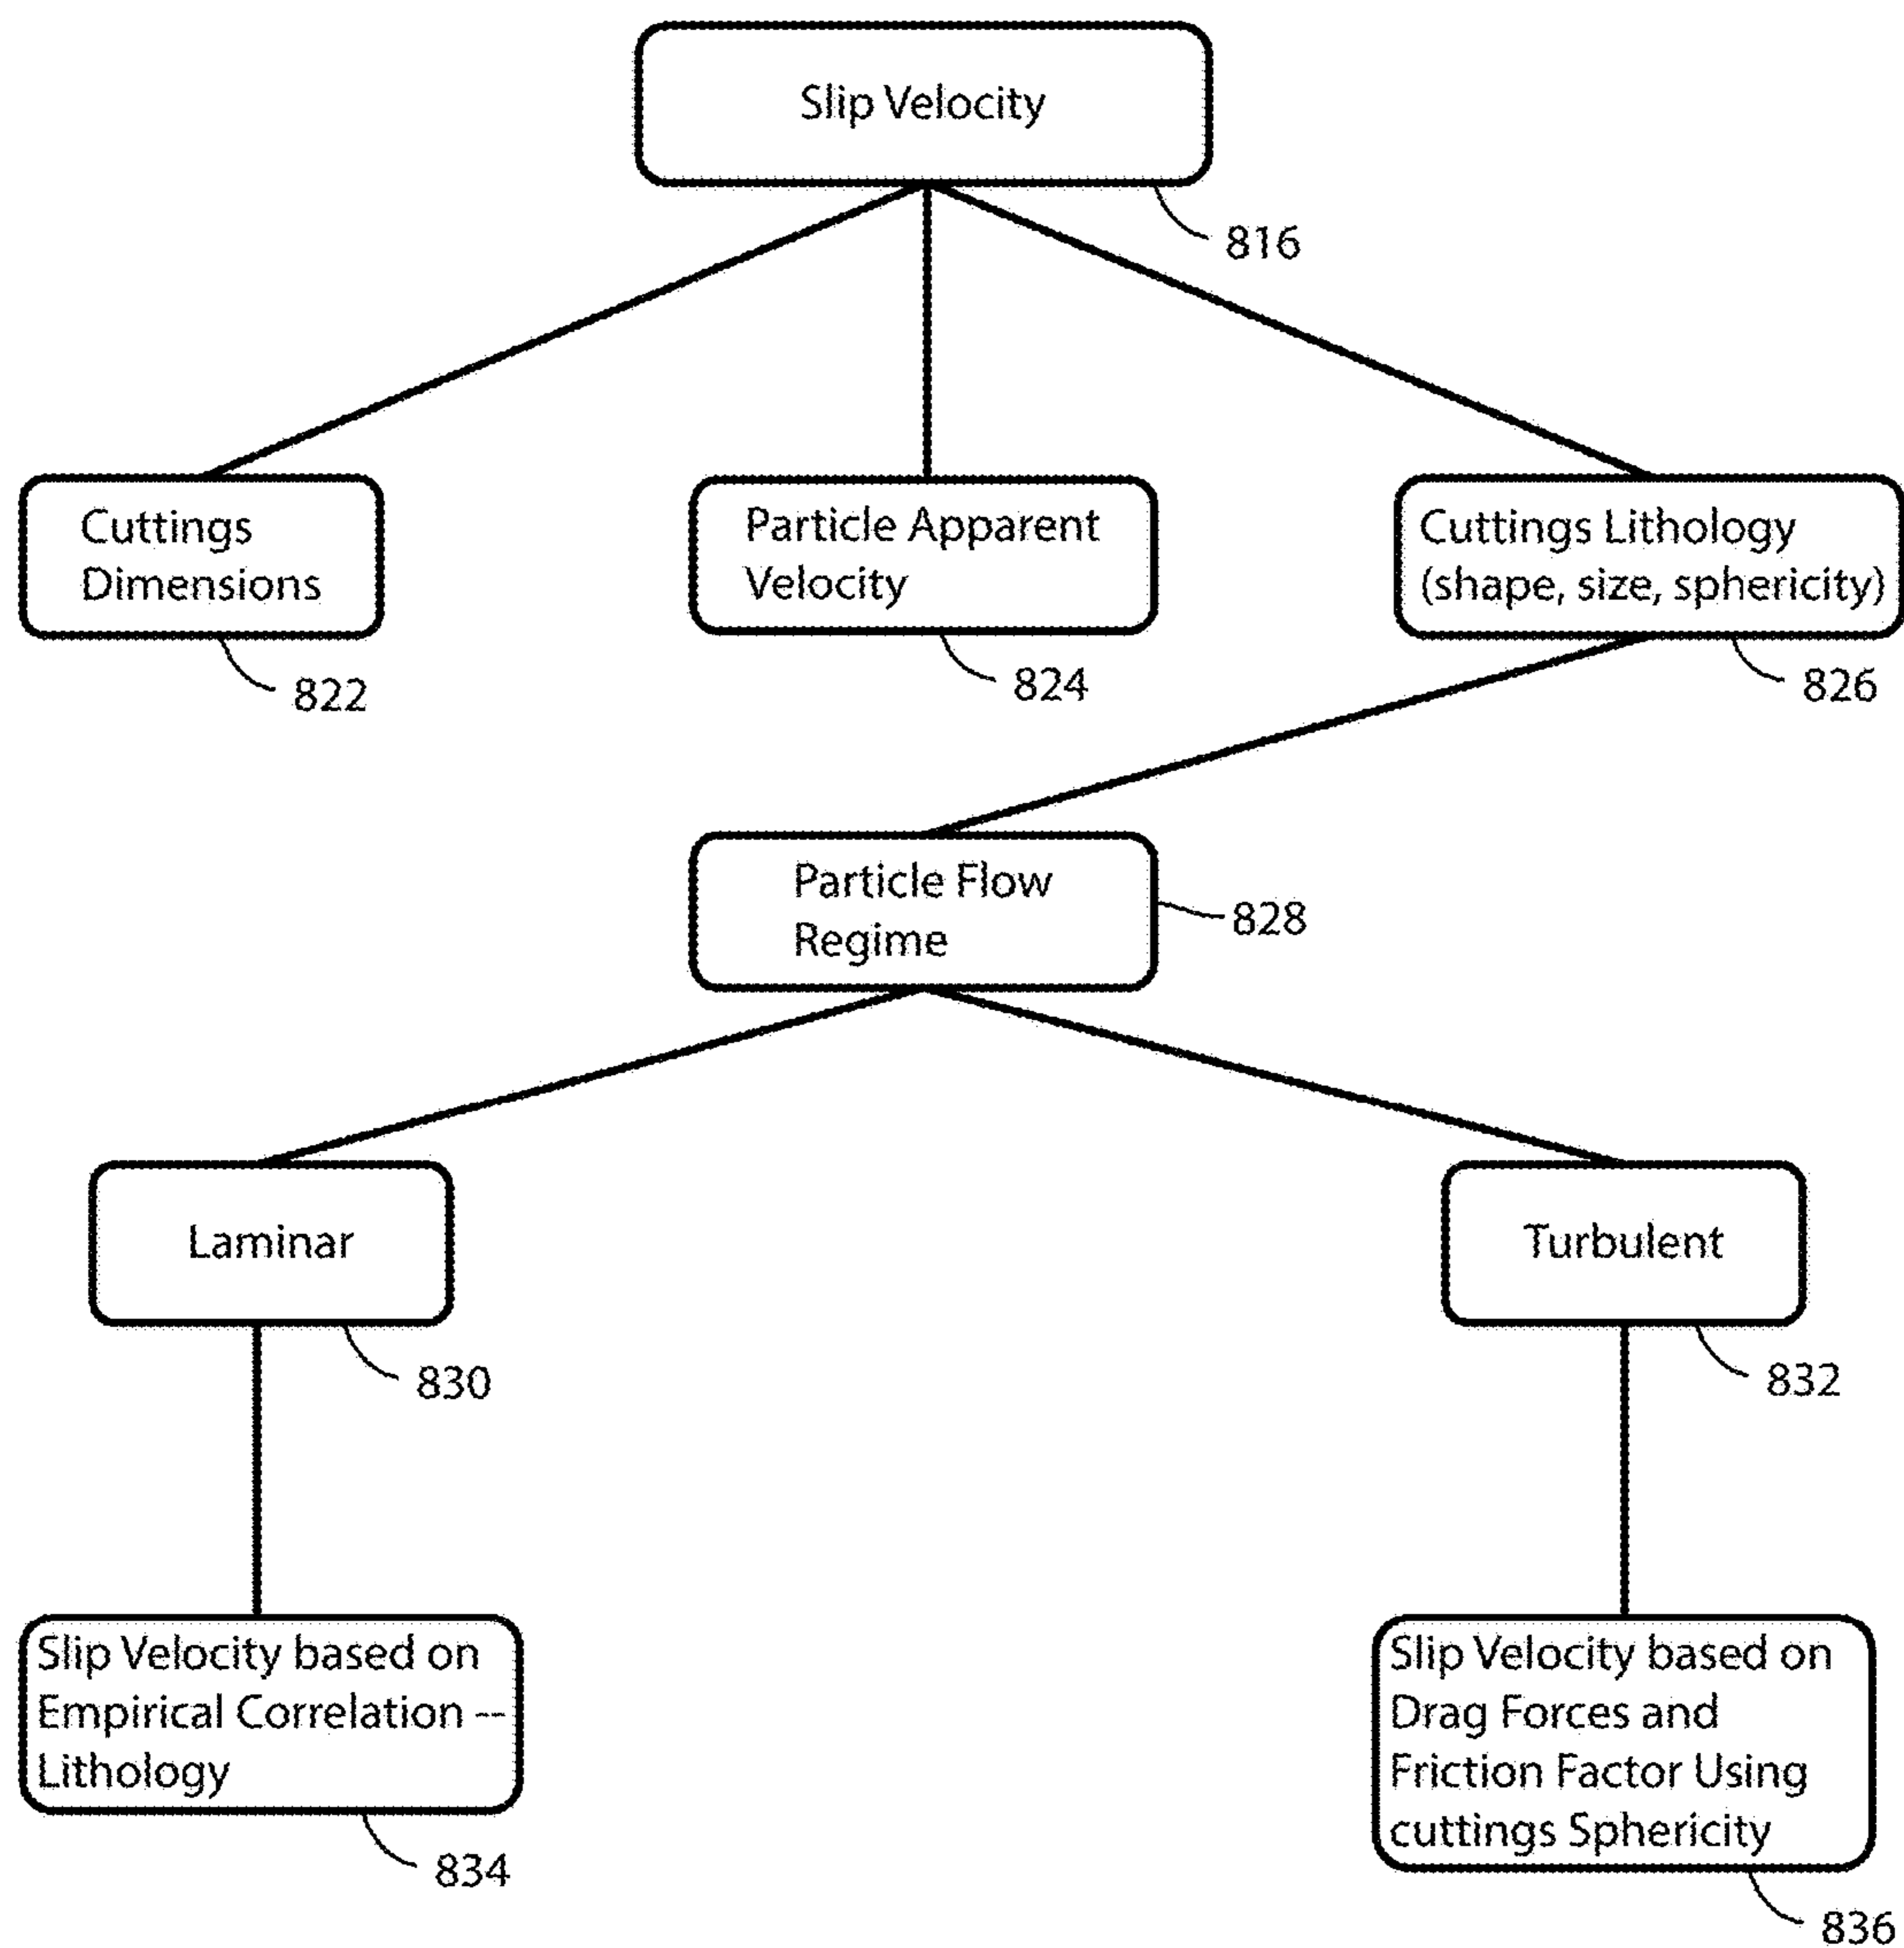 Slip Velocity
816
Cuttings
Dimensions
822
Particle Apparent
Velocity
824
Cuttings Lithology
(shape, size, sphericity)
826
Particle Flow
Regime
828
Laminar
830
Turbulent
832
Slip Velocity based on
Empirical Correlation --
Lithology
834
Slip Velocity based on
Drag Forces and
Friction Factor Using
cuttings Sphericity
836